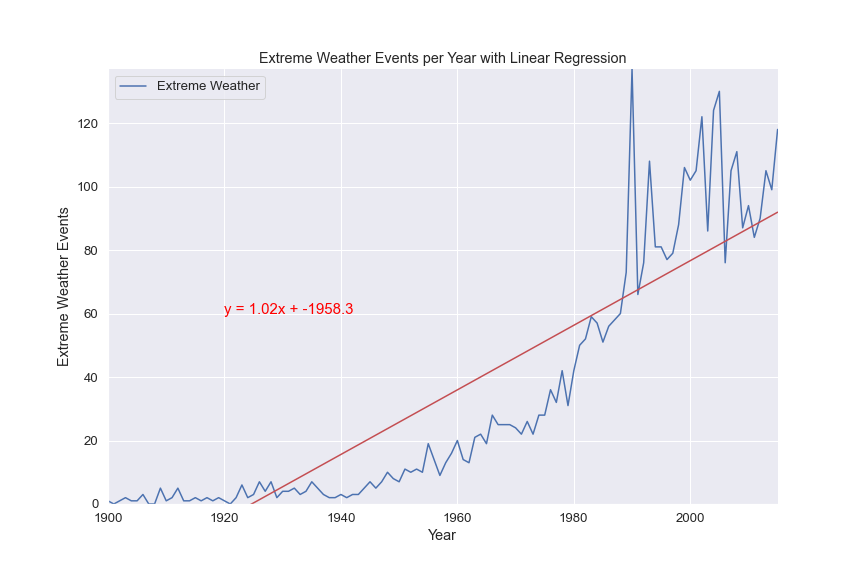 Extreme Weather Events per Year with Linear Regression
Extreme Weather
120
100
80
60
40
20
0
Extreme Weather Events
y = 1.02x + -1958.3
1900 1920 1940 1960 1980 2000
Year